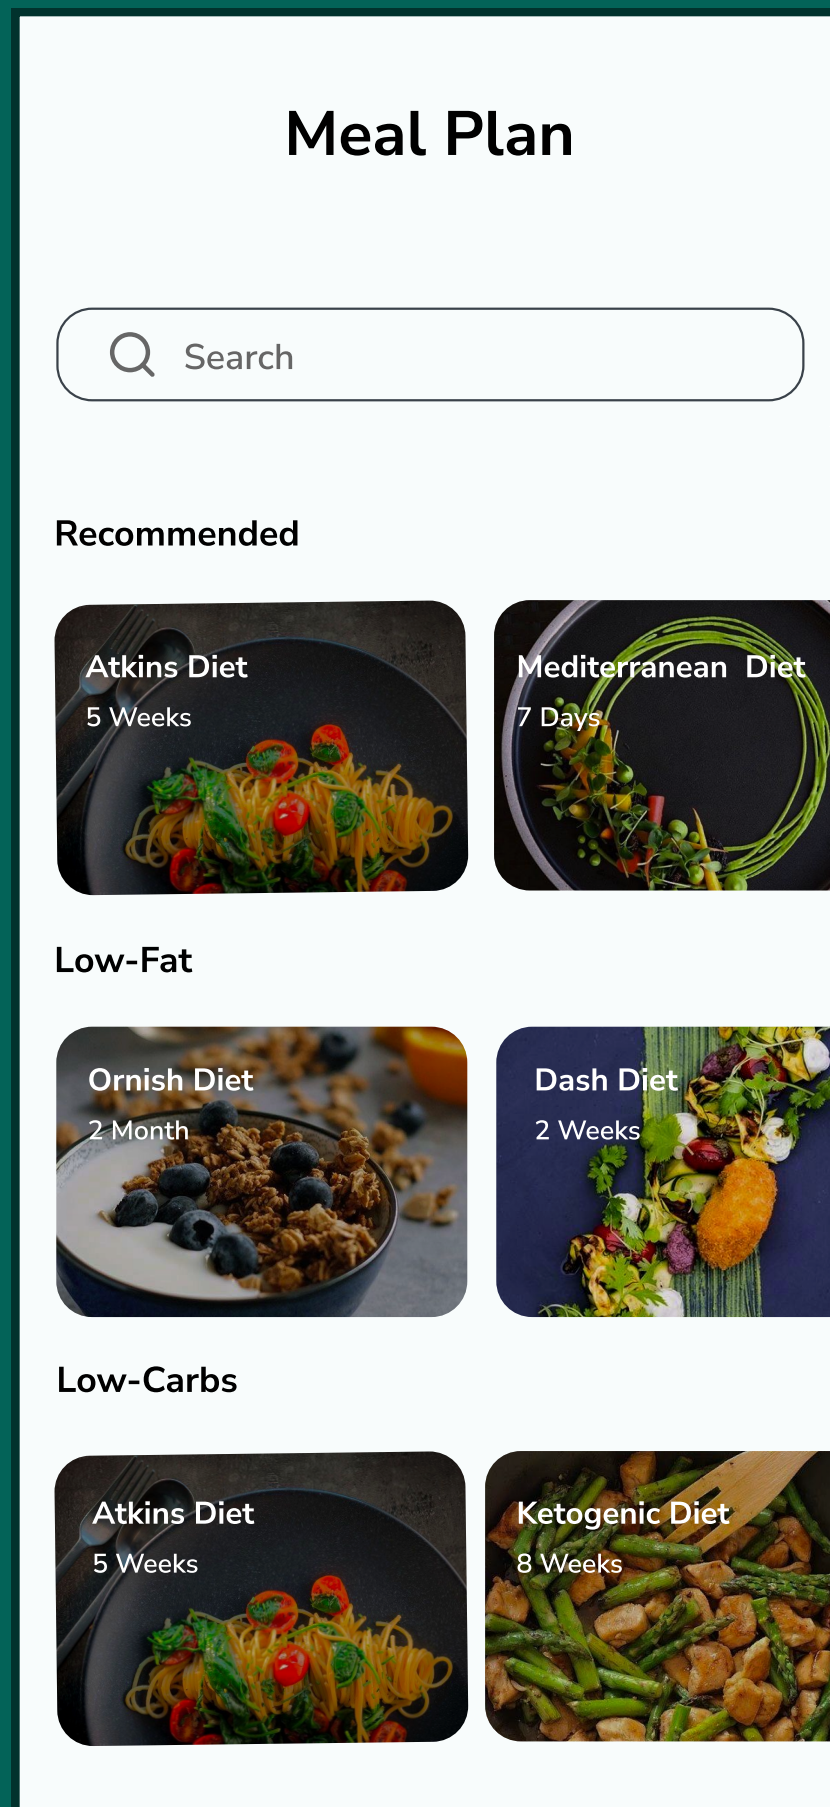 Meal Plan
Search
Recommended
Atkins Diet
5 Weeks
Mediterranean  Diet
7 Days
Low-Fat
Ornish Diet
2 Month
Dash Diet
2 Weeks
Low-Carbs
Atkins Diet
5 Weeks
Ketogenic Diet
8 Weeks